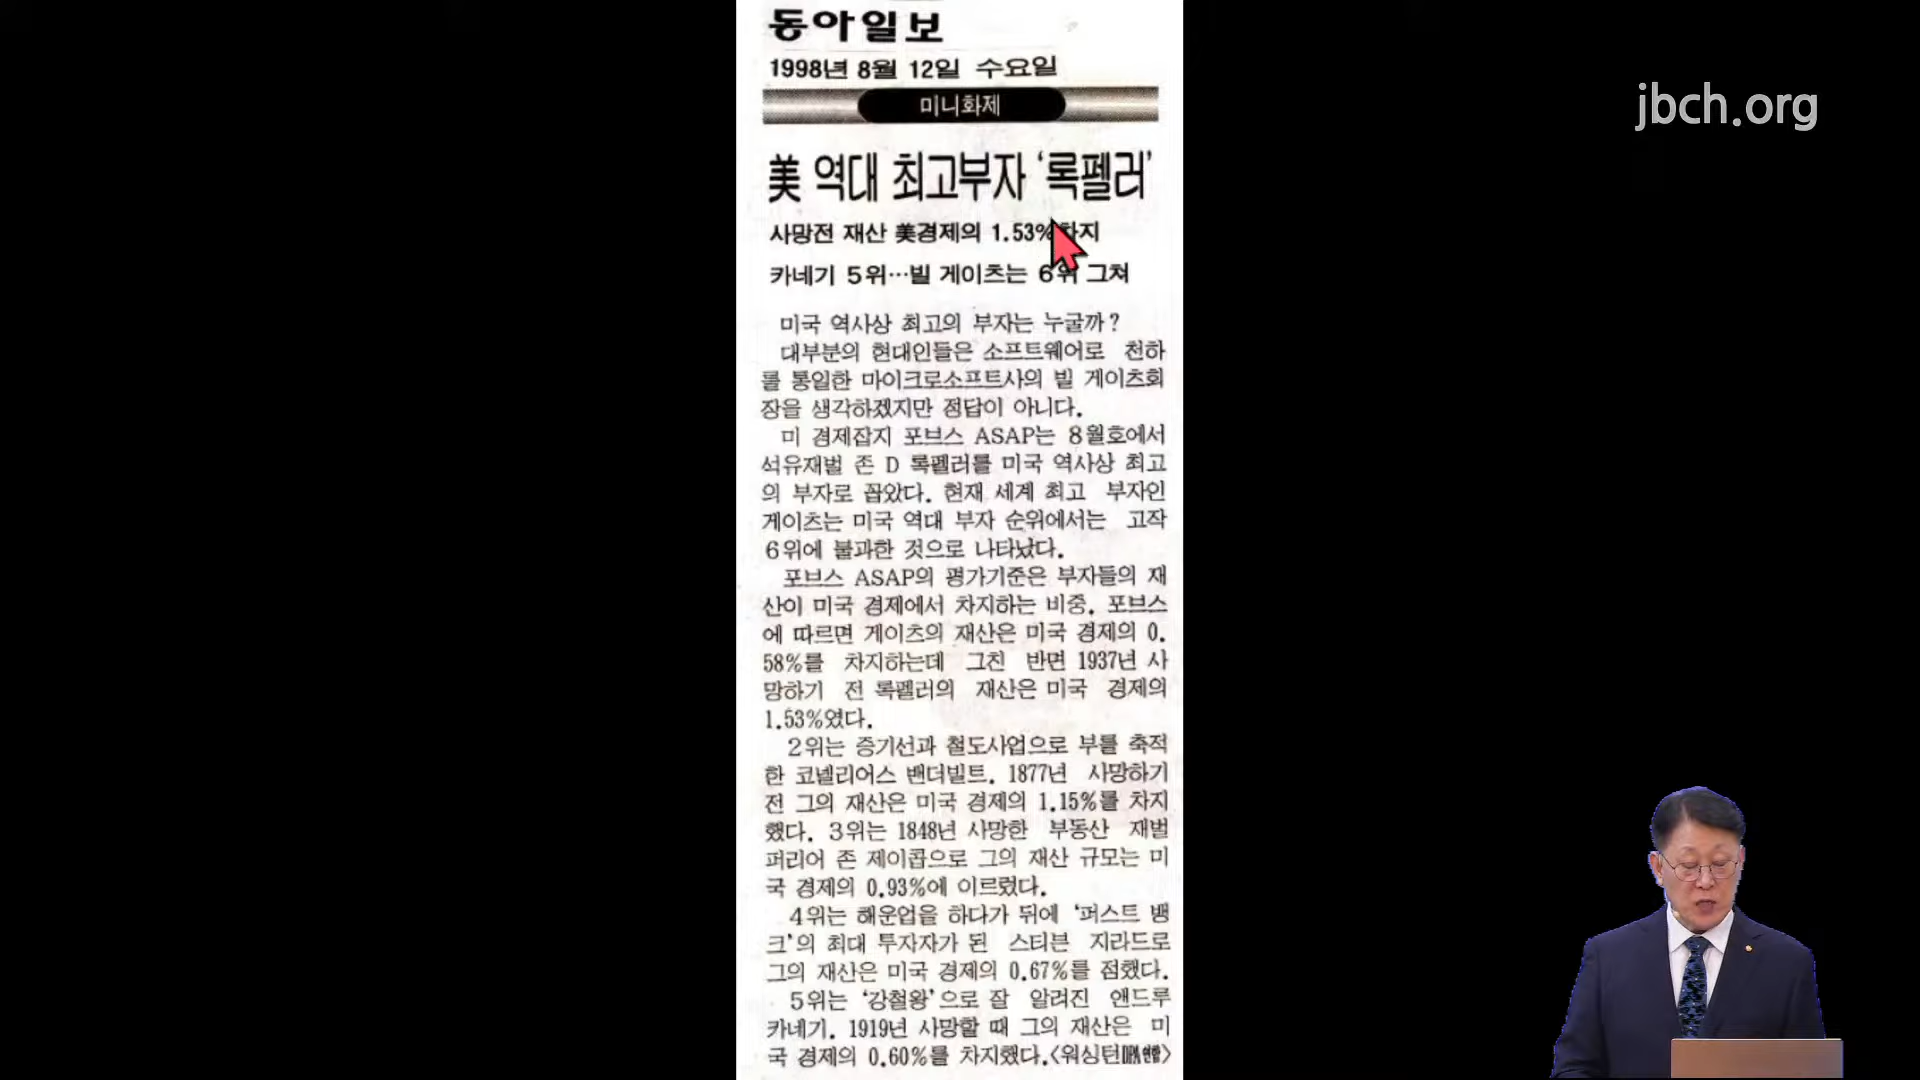 동아일보
1998년 8월 12일 수요일
미니화제
美 역대 최고부자 '록펠러'
사망전 재산 美경제의 1.53% 차지
카네기 5위…빌 게이츠는 6위 그쳐
미국 역사상 최고의 부자는 누굴까?
대부분의 현대인들은 소프트웨어로 천하
를 통일한 마이크로소프트사의 빌 게이츠회
장을 생각하겠지만 정답이 아니다.
미 경제잡지 포브스 ASAP는 8월호에서
석유재벌 존 D 록펠러를 미국 역사상 최고
의 부자로 꼽았다. 현재 세계 최고 부자인
게이츠는 미국 역대 부자 순위에서는 고작
6위에 불과한 것으로 나타났다.
포브스 ASAP의 평가기준은 부자들의 재
산이 미국 경제에서 차지하는 비중. 포브스
에 따르면 게이츠의 재산은 미국 경제의 0.
58%를 차지하는데 그친 반면 1937년 사
망하기 전 록펠러의 재산은 미국 경제의
1.53%였다.
2위는 증기선과 철도사업으로 부를 축적
한 코넬리어스 밴더빌트. 1877년 사망하기
전 그의 재산은 미국 경제의 1.15%를 차지
했다. 3위는 1848년 사망한 부동산 재벌
퍼리어 존 제이콥으로 그의 재산 규모는 미
국 경제의 0.93%에 이르렀다.
4위는 해운업을 하다가 뒤에 '퍼스트 뱅
크'의 최대 투자자가 된 스티븐 지라드로
그의 재산은 미국 경제의 0.67%를 점했다.
5위는 '강철왕'으로 잘 알려진 앤드루
카네기. 1919년 사망할 때 그의 재산은 미
국 경제의 0.60%를 차지했다.〈워싱턴DPA연합〉
jbch.org